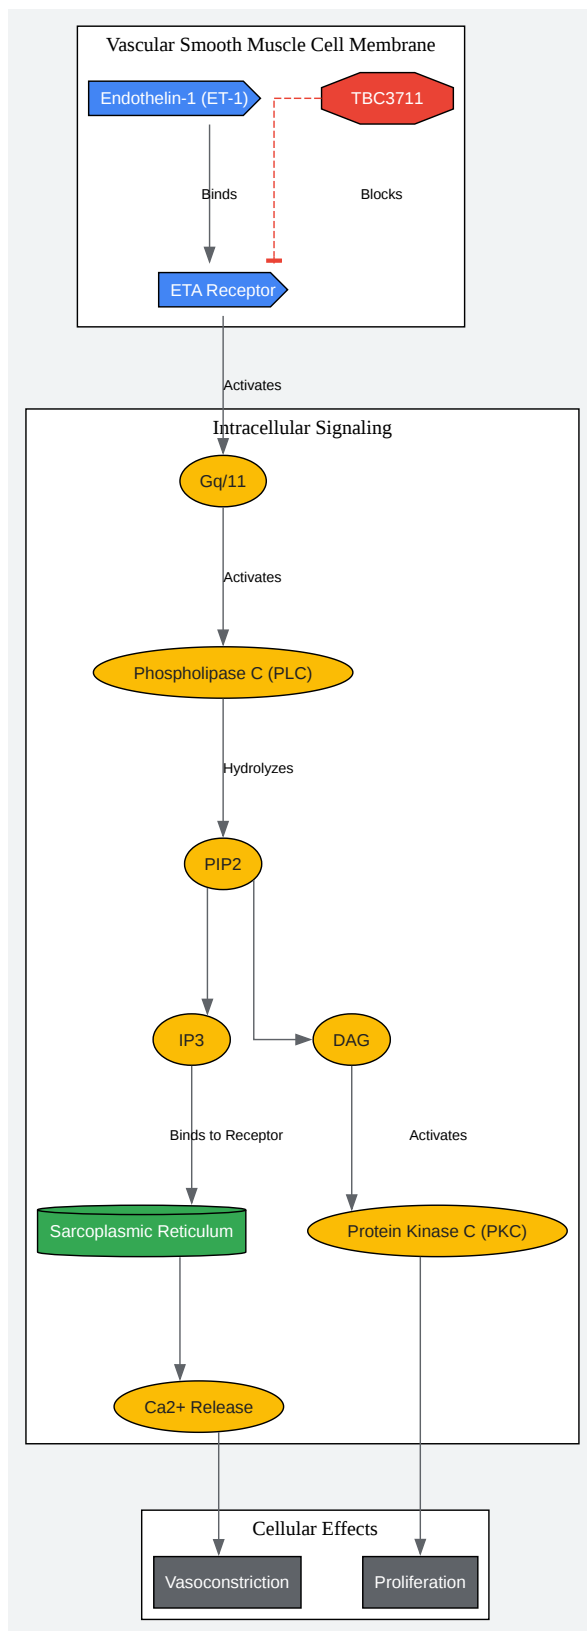 Vascular Smooth Muscle Cell Membrane
Endothelin-1 (ET-1)
TBC3711
Binds
Blocks
ETA Receptor
Activates
Intracellular Signaling
Gq/11
Activates
Phospholipase C (PLC)
Hydrolyzes
PIP2
IP3
DAG
Binds to Receptor
Activates
Sarcoplasmic Reticulum
Protein Kinase C (PKC)
Ca2+ Release
Cellular Effects
Vasoconstriction
Proliferation